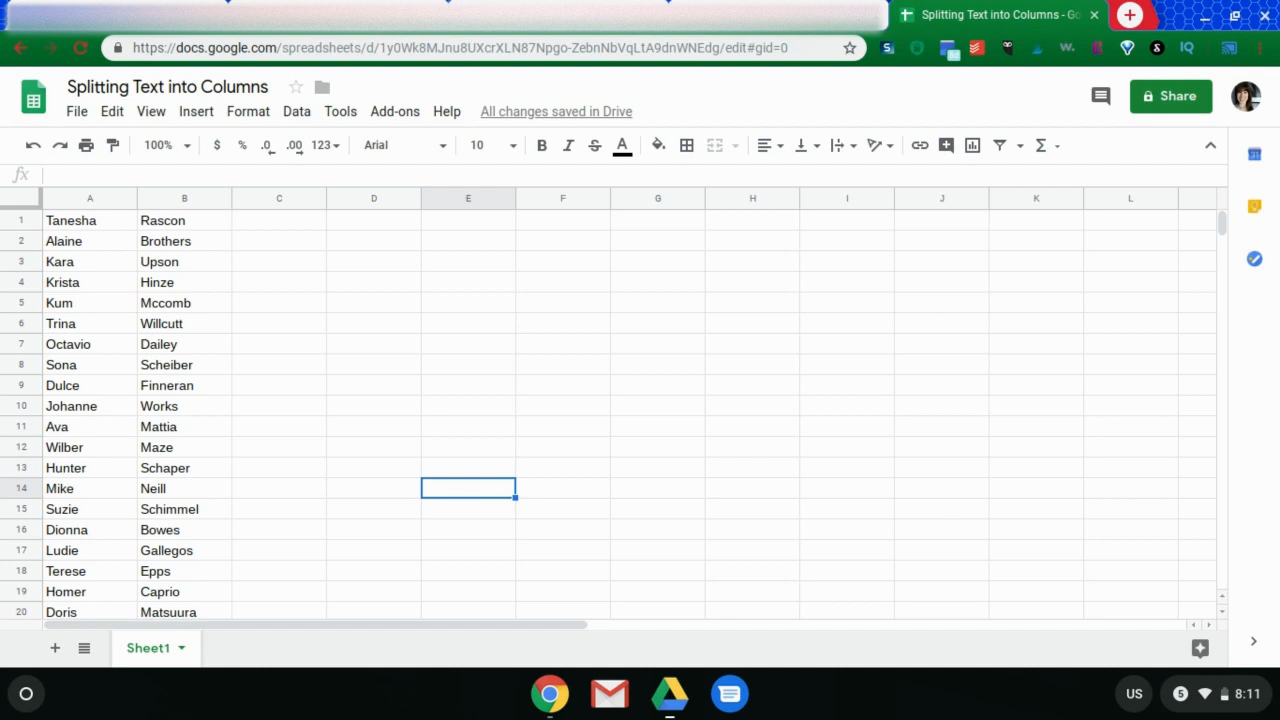 Splitting Text into Columns - Go
https://docs.google.com/spreadsheets/d/1y0Wk8MJnu8UXcrXLN87Npgo-ZebnNbVqLtA9dnWNEdg/edit#gid=0
S w. IQ
Splitting Text into Columns
File Edit View Insert Format Data Tools Add-ons Help All changes saved in Drive
Share
100% $ % .0 .00 123 Arial 10 B I S A Σ
fx
A B C D E F G H I J K L
1 Tanesha Rascon
2 Alaine Brothers
3 Kara Upson
4 Krista Hinze
5 Kum Mccomb
6 Trina Willcutt
7 Octavio Dailey
8 Sona Scheiber
9 Dulce Finneran
10 Johanne Works
11 Ava Mattia
12 Wilber Maze
13 Hunter Schaper
14 Mike Neill
15 Suzie Schimmel
16 Dionna Bowes
17 Ludie Gallegos
18 Terese Epps
19 Homer Caprio
20 Doris Matsuura
Sheet1
US 5 8:11